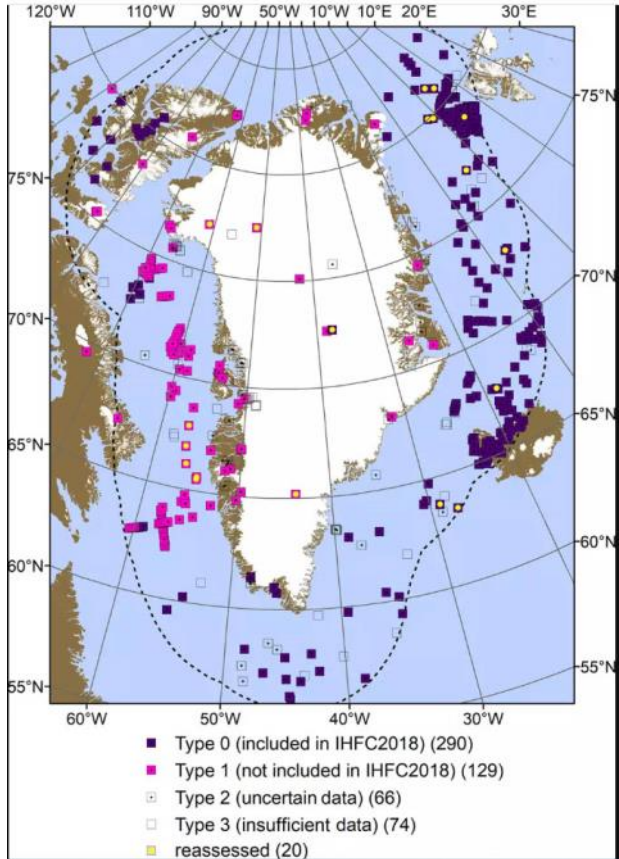 120°W 110°W 90°W 50°W 10°W 10°E 20°E 30°E
75°N
75°N
70°N
70°N
65°N
65°N
60°N
60°N
55°N
55°N
60°W 50°W 40°W 30°W
Type 0 (included in IHFC2018) (290)
Type 1 (not included in IHFC2018) (129)
Type 2 (uncertain data) (66)
Type 3 (insufficient data) (74)
reassessed (20)